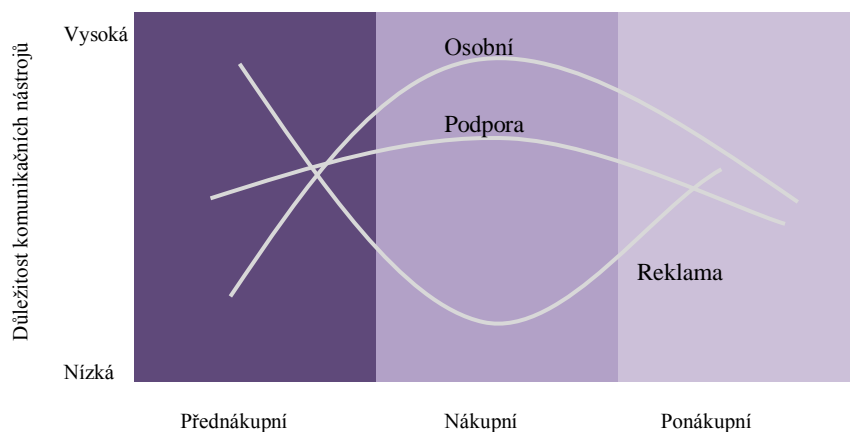 Vysoká
Osobní
Podpora
Důležitost komunikačních nástrojů
Reklama
Nízká
Přednákupní
Nákupní
Ponákupní